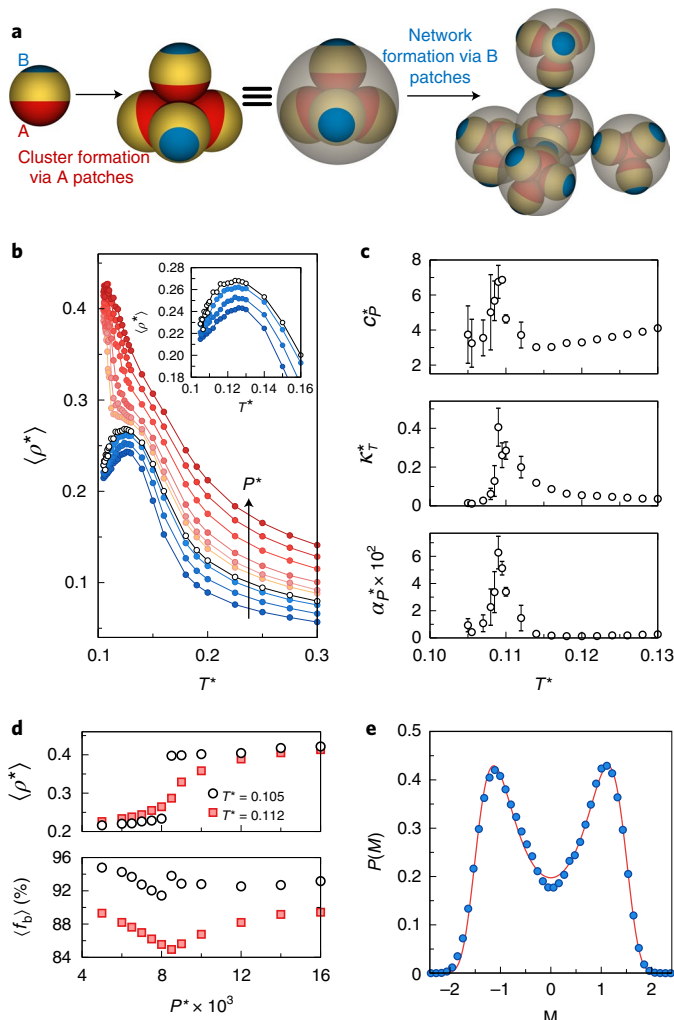 a
B
A
Cluster formation
via A patches
Network
formation via B
patches
b
⟨ρ*⟩
0.4
0.3
0.2
0.1
0.1
0.2
0.3
T*
P*
⟨ρ*⟩
0.28
0.26
0.24
0.22
0.20
0.18
0.12
0.14
0.16
T*
c
c*P
8
6
4
2
κ*T
0.4
0.2
0
α*P × 10²
6
4
2
0
0.10
0.11
0.12
0.13
T*
d
⟨ρ*⟩
0.4
0.3
0.2
T* = 0.105
T* = 0.112
⟨fb⟩ (%)
96
92
88
84
4
8
12
16
P* × 10³
e
P(M)
0.5
0.4
0.3
0.2
0.1
0
−2
−1
0
1
2
M